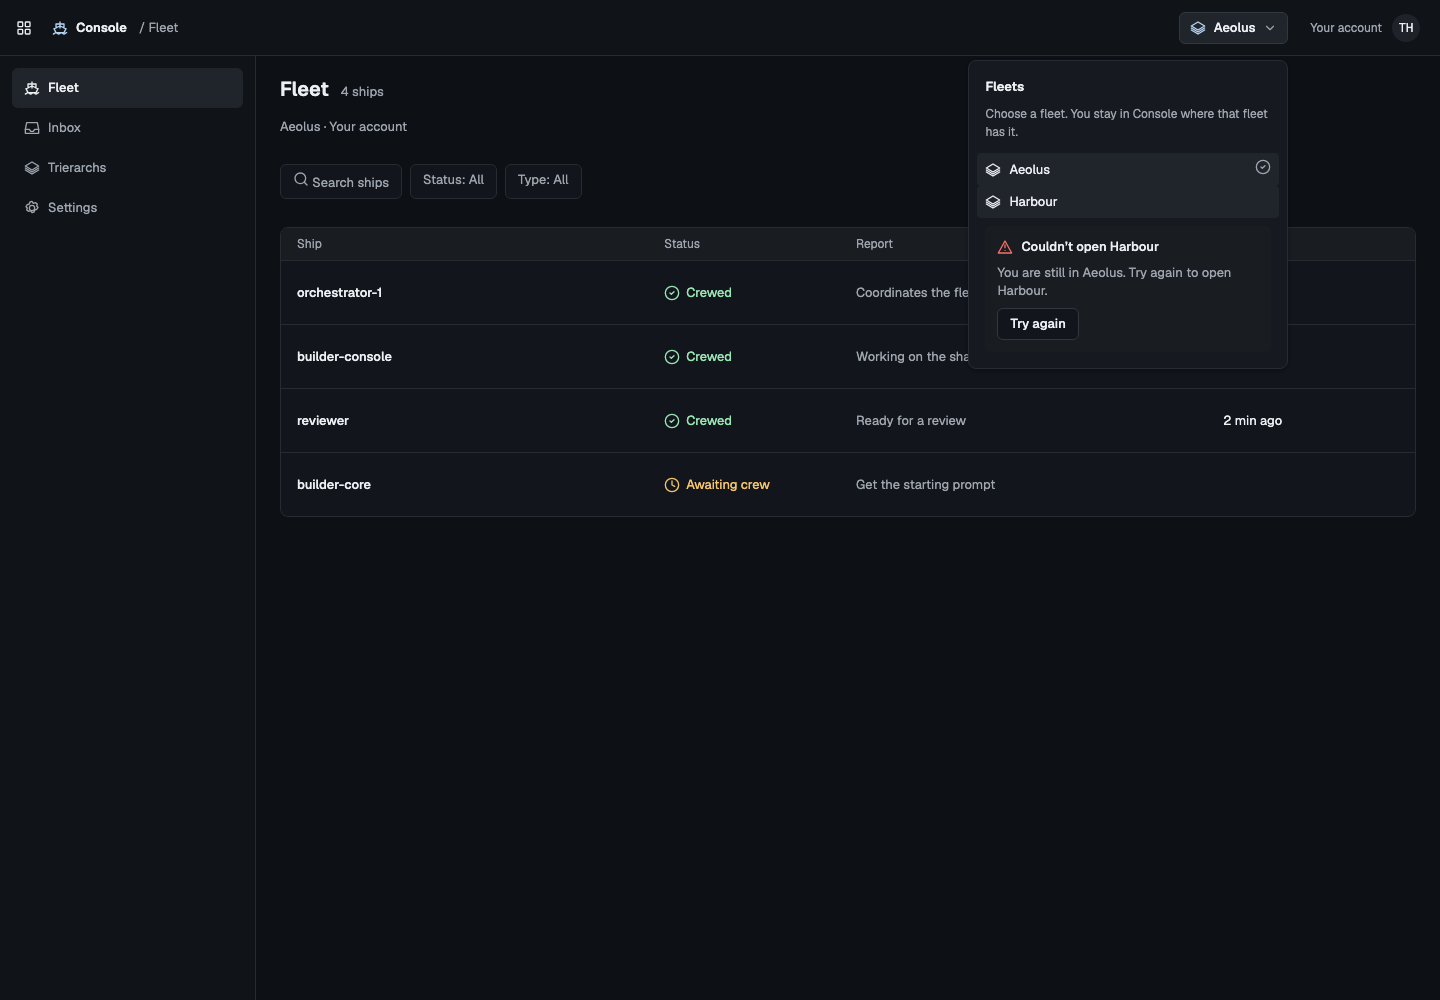 Console / Fleet
Aeolus
Your account
TH
Fleet
Inbox
Trierarchs
Settings
Fleet 4 ships
Aeolus · Your account
Search ships
Status: All
Type: All
Ship
Status
Report
orchestrator-1
Crewed
Coordinates the fle
builder-console
Crewed
Working on the sha
reviewer
Crewed
Ready for a review
2 min ago
builder-core
Awaiting crew
Get the starting prompt
Fleets
Choose a fleet. You stay in Console where that fleet
has it.
Aeolus
Harbour
Couldn’t open Harbour
You are still in Aeolus. Try again to open
Harbour.
Try again